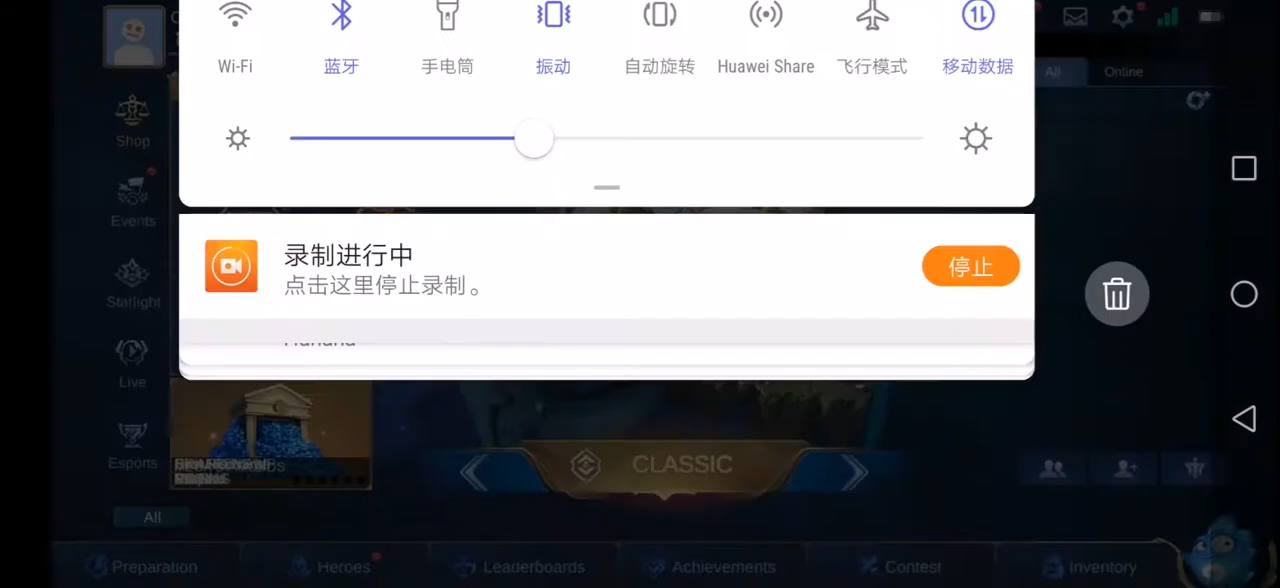 Wi-Fi
蓝牙
手电筒
振动
自动旋转
Huawei Share
飞行模式
移动数据
All
Online
Shop
录制进行中
点击这里停止录制。
停止
Events
Starlight
Live
Esports
CLASSIC
All
Preparation
Heroes
Leaderboards
Achievements
Contest
Inventory